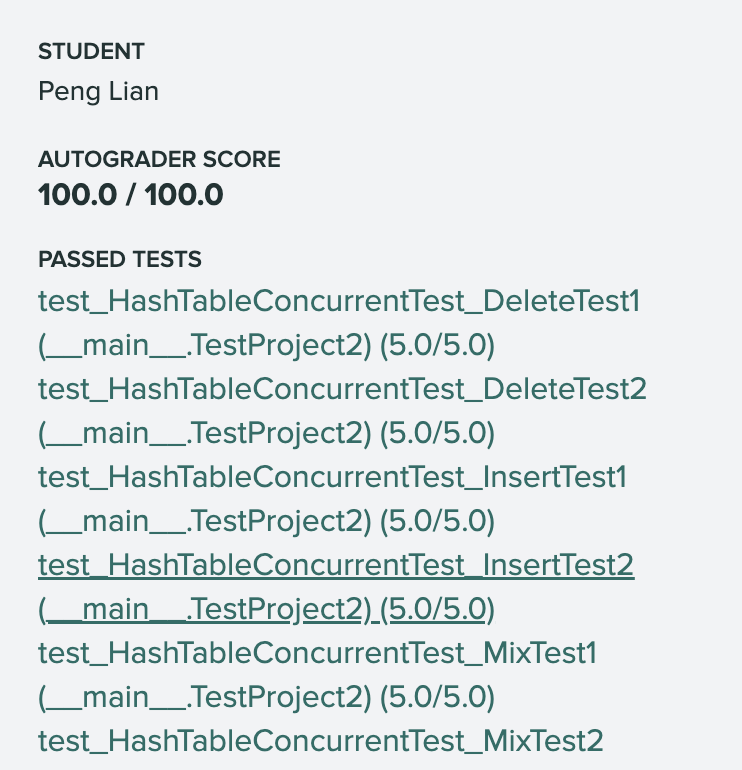 STUDENT
Peng Lian
AUTOGRADER SCORE
100.0 / 100.0
PASSED TESTS
test_HashTableConcurrentTest_DeleteTest1
(__main__.TestProject2) (5.0/5.0)
test_HashTableConcurrentTest_DeleteTest2
(__main__.TestProject2) (5.0/5.0)
test_HashTableConcurrentTest_InsertTest1
(__main__.TestProject2) (5.0/5.0)
test_HashTableConcurrentTest_InsertTest2
(__main__.TestProject2) (5.0/5.0)
test_HashTableConcurrentTest_MixTest1
(__main__.TestProject2) (5.0/5.0)
test_HashTableConcurrentTest_MixTest2